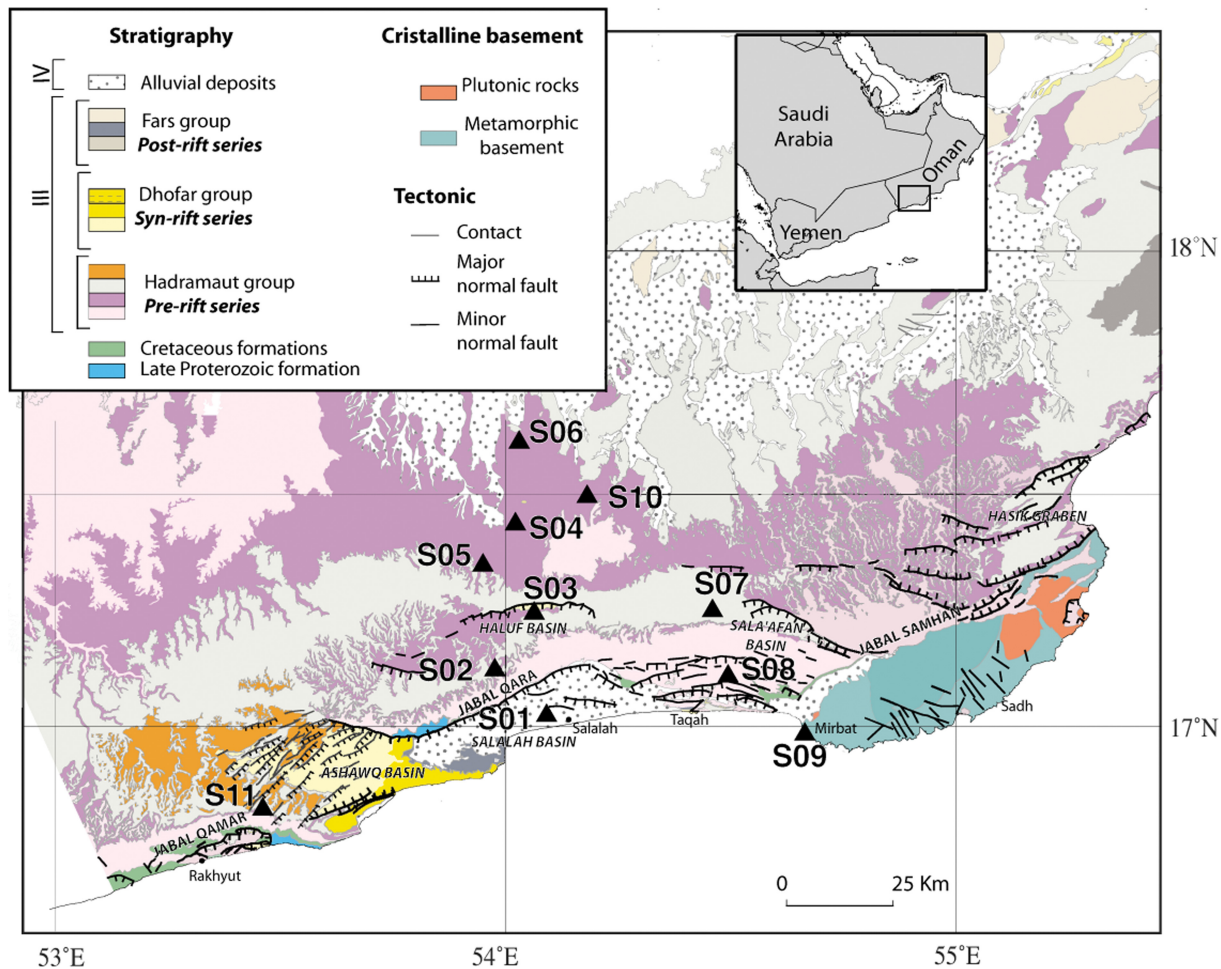 Stratigraphy
IV
Alluvial deposits
III
Fars group
Post-rift series
Dhofar group
Syn-rift series
Hadramaut group
Pre-rift series
Cretaceous formations
Late Proterozoic formation
Cristalline basement
Plutonic rocks
Metamorphic
basement
Tectonic
Contact
Major
normal fault
Minor
normal fault
Saudi
Arabia
Oman
Yemen
18°N
S06
S10
S04
HASIK GRABEN
S05
S07
S03
HALUF BASIN
SALA'AFAN
BASIN
JABAL SAMHAN
S02
S08
JABAL QARA
S01
Salalah
Taqah
Sadh
SALALAH BASIN
Mirbat
17°N
S09
ASHAWQ BASIN
S11
JABAL QAMAR
Rakhyut
0 25 Km
53°E 54°E 55°E